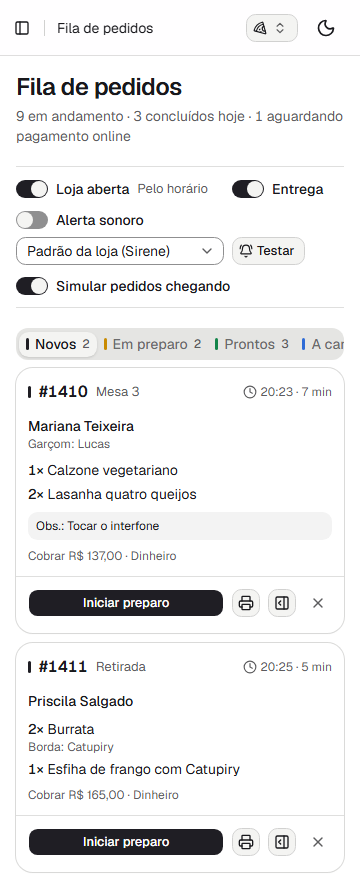 Fila de pedidos
Fila de pedidos
9 em andamento · 3 concluídos hoje · 1 aguardando
pagamento online
Loja aberta Pelo horário Entrega
Alerta sonoro
Padrão da loja (Sirene) Testar
Simular pedidos chegando
Novos 2 Em preparo 2 Prontos 3 A car
#1410 Mesa 3 20:23 · 7 min
Mariana Teixeira
Garçom: Lucas
1× Calzone vegetariano
2× Lasanha quatro queijos
Obs.: Tocar o interfone
Cobrar R$ 137,00 · Dinheiro
Iniciar preparo
#1411 Retirada 20:25 · 5 min
Priscila Salgado
2× Burrata
Borda: Catupiry
1× Esfiha de frango com Catupiry
Cobrar R$ 165,00 · Dinheiro
Iniciar preparo